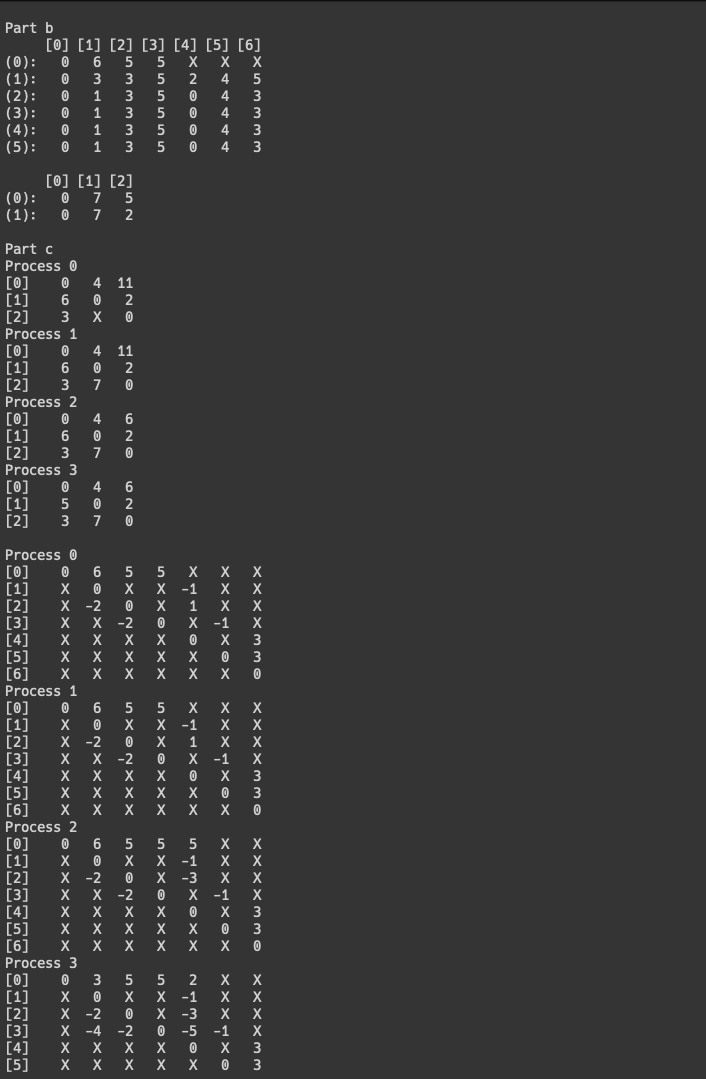 Part b
     [0] [1] [2] [3] [4] [5] [6]
(0):   0   6   5   5   X   X   X
(1):   0   3   3   5   2   4   5
(2):   0   1   3   5   0   4   3
(3):   0   1   3   5   0   4   3
(4):   0   1   3   5   0   4   3
(5):   0   1   3   5   0   4   3
     [0] [1] [2]
(0):   0   7   5
(1):   0   7   2
Part c
Process 0
[0]    0   4  11
[1]    6   0   2
[2]    3   X   0
Process 1
[0]    0   4  11
[1]    6   0   2
[2]    3   7   0
Process 2
[0]    0   4   6
[1]    6   0   2
[2]    3   7   0
Process 3
[0]    0   4   6
[1]    5   0   2
[2]    3   7   0
Process 0
[0]    0   6   5   5   X   X   X
[1]    X   0   X   X  -1   X   X
[2]    X  -2   0   X   1   X   X
[3]    X   X  -2   0   X  -1   X
[4]    X   X   X   X   0   X   3
[5]    X   X   X   X   X   0   3
[6]    X   X   X   X   X   X   0
Process 1
[0]    0   6   5   5   X   X   X
[1]    X   0   X   X  -1   X   X
[2]    X  -2   0   X   1   X   X
[3]    X   X  -2   0   X  -1   X
[4]    X   X   X   X   0   X   3
[5]    X   X   X   X   X   0   3
[6]    X   X   X   X   X   X   0
Process 2
[0]    0   6   5   5   5   X   X
[1]    X   0   X   X  -1   X   X
[2]    X  -2   0   X  -3   X   X
[3]    X   X  -2   0   X  -1   X
[4]    X   X   X   X   0   X   3
[5]    X   X   X   X   X   0   3
[6]    X   X   X   X   X   X   0
Process 3
[0]    0   3   5   5   2   X   X
[1]    X   0   X   X  -1   X   X
[2]    X  -2   0   X  -3   X   X
[3]    X  -4  -2   0  -5  -1   X
[4]    X   X   X   X   0   X   3
[5]    X   X   X   X   X   0   3